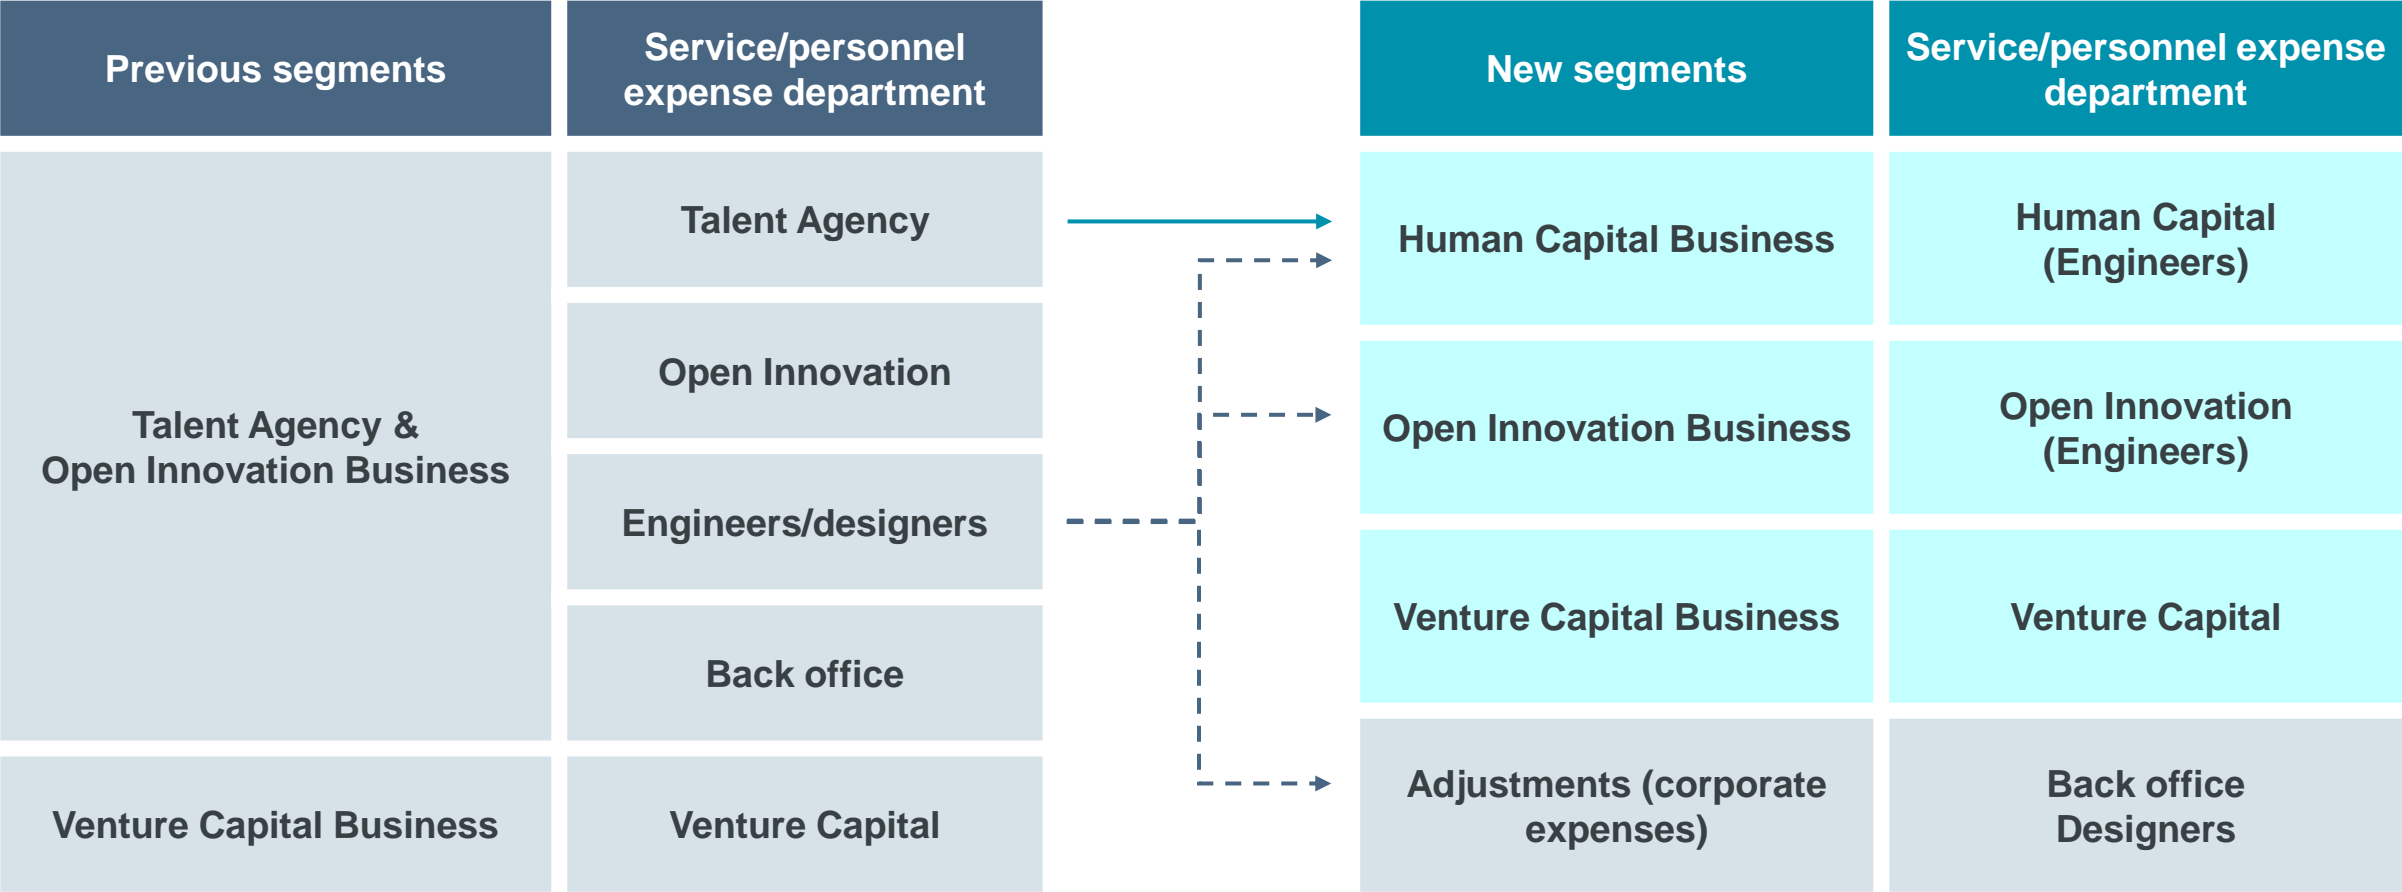 Previous segments
Service/personnel
expense department
New segments
Service/personnel expense
department
Talent Agency &
Open Innovation Business
Talent Agency
Open Innovation
Engineers/designers
Back office
Venture Capital Business
Venture Capital
Human Capital Business
Human Capital
(Engineers)
Open Innovation Business
Open Innovation
(Engineers)
Venture Capital Business
Venture Capital
Adjustments (corporate
expenses)
Back office
Designers